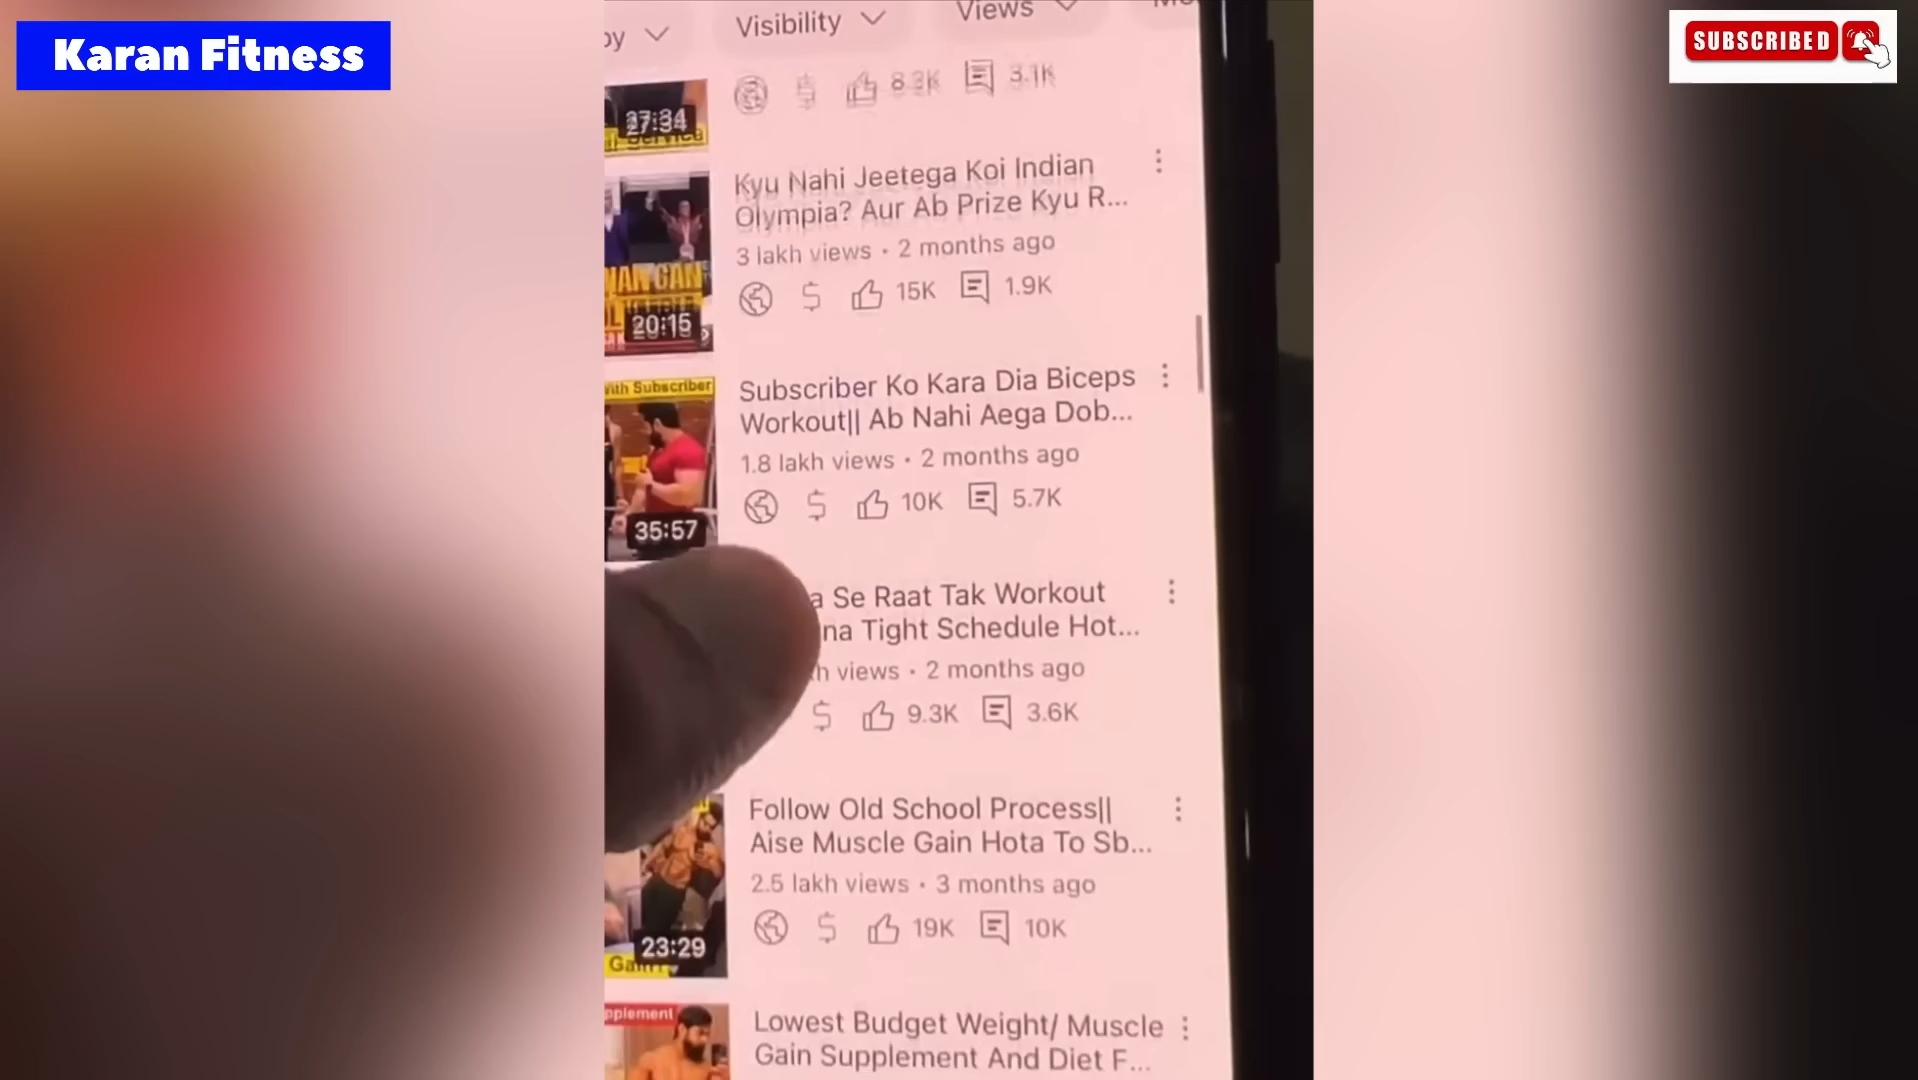 Karan Fitness
SUBSCRIBED
Visibility
Views
8.3K 3.1K
Kyu Nahi Jeetega Koi Indian
Olympia? Aur Ab Prize Kyu R...
3 lakh views · 2 months ago
15K 1.9K
20:15
with Subscriber
Subscriber Ko Kara Dia Biceps
Workout|| Ab Nahi Aega Dob...
1.8 lakh views · 2 months ago
$ 10K 5.7K
35:57
Se Raat Tak Workout
Tight Schedule Hot...
views · 2 months ago
$ 9.3K 3.6K
Follow Old School Process||
Aise Muscle Gain Hota To Sb...
2.5 lakh views · 3 months ago
$ 19K 10K
23:29
Lowest Budget Weight/ Muscle
Gain Supplement And Diet F...